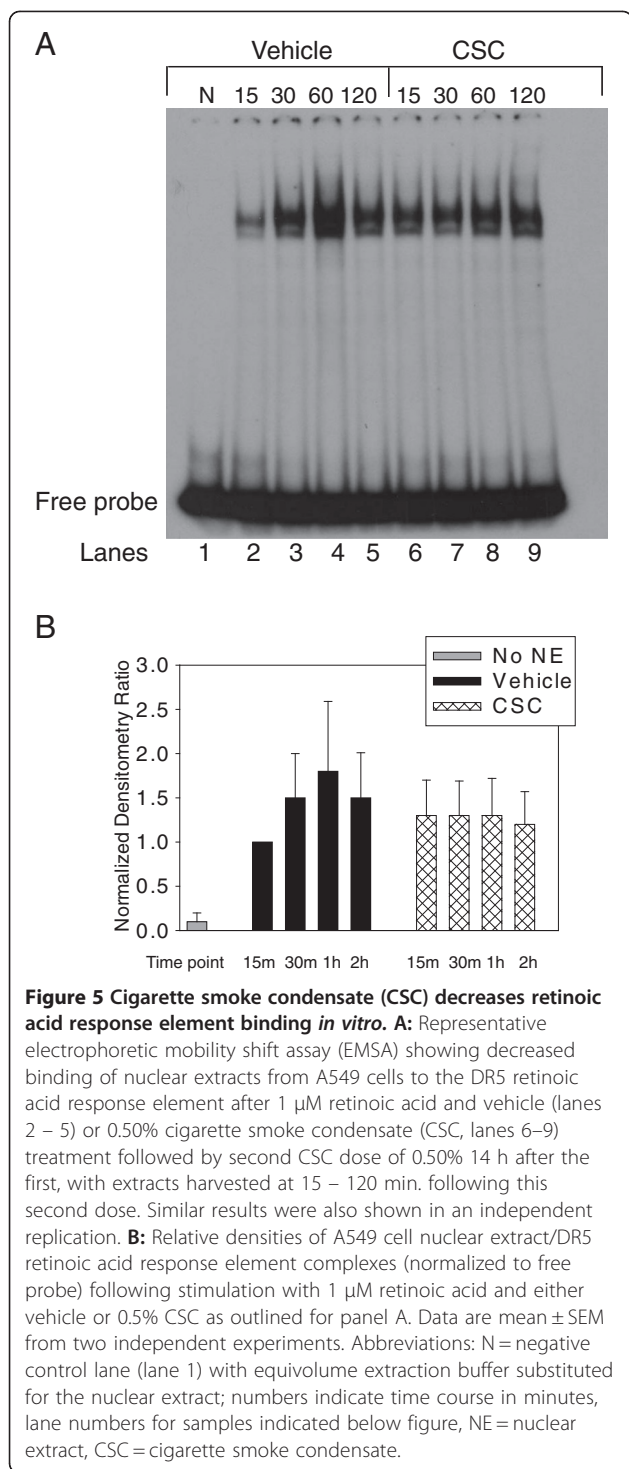 A
Vehicle CSC
N 15 30 60 120 15 30 60 120
Free probe
Lanes 1 2 3 4 5 6 7 8 9
B
No NE
Vehicle
CSC
Normalized Densitometry Ratio
3.0
2.5
2.0
1.5
1.0
0.5
0.0
Time point 15m 30m 1h 2h 15m 30m 1h 2h
Figure 5 Cigarette smoke condensate (CSC) decreases retinoic
acid response element binding in vitro. A: Representative
electrophoretic mobility shift assay (EMSA) showing decreased
binding of nuclear extracts from A549 cells to the DR5 retinoic
acid response element after 1 μM retinoic acid and vehicle (lanes
2 – 5) or 0.50% cigarette smoke condensate (CSC, lanes 6–9)
treatment followed by second CSC dose of 0.50% 14 h after the
first, with extracts harvested at 15 – 120 min. following this
second dose. Similar results were also shown in an independent
replication. B: Relative densities of A549 cell nuclear extract/DR5
retinoic acid response element complexes (normalized to free
probe) following stimulation with 1 μM retinoic acid and either
vehicle or 0.5% CSC as outlined for panel A. Data are mean ± SEM
from two independent experiments. Abbreviations: N = negative
control lane (lane 1) with equivolume extraction buffer substituted
for the nuclear extract; numbers indicate time course in minutes,
lane numbers for samples indicated below figure, NE = nuclear
extract, CSC = cigarette smoke condensate.